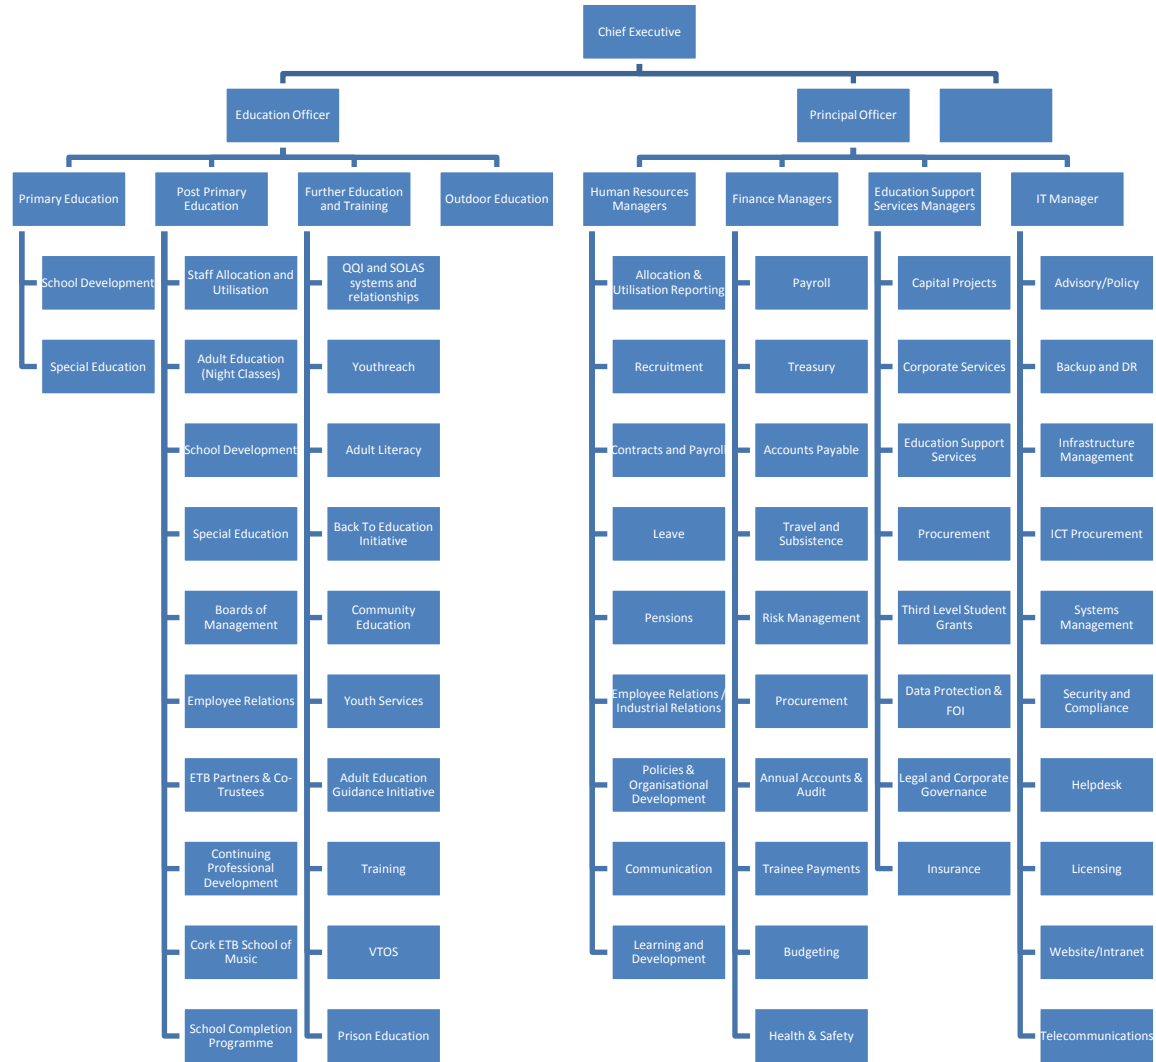 Chief Executive
Education Officer
Principal Officer
Primary Education
Post Primary
Education
Further Education
and Training
Outdoor Education
Human Resources
Managers
Finance Managers
Education Support
Services Managers
IT Manager
School Development
Special Education
Staff Allocation and
Utilisation
Adult Education
(Night Classes)
School Development
Special Education
Boards of
Management
Employee Relations
ETB Partners & Co-
Trustees
Continuing
Professional
Development
Cork ETB School of
Music
School Completion
Programme
QQI and SOLAS
systems and
relationships
Youthreach
Adult Literacy
Back To Education
Initiative
Community
Education
Youth Services
Adult Education
Guidance Initiative
Training
VTOS
Prison Education
Allocation &
Utilisation Reporting
Recruitment
Contracts and Payroll
Leave
Pensions
Employee Relations /
Industrial Relations
Policies &
Organisational
Development
Communication
Learning and
Development
Payroll
Treasury
Accounts Payable
Travel and
Subsistence
Risk Management
Procurement
Annual Accounts &
Audit
Trainee Payments
Budgeting
Health & Safety
Capital Projects
Corporate Services
Education Support
Services
Procurement
Third Level Student
Grants
Data Protection &
FOI
Legal and Corporate
Governance
Insurance
Advisory/Policy
Backup and DR
Infrastructure
Management
ICT Procurement
Systems
Management
Security and
Compliance
Helpdesk
Licensing
Website/Intranet
Telecommunications